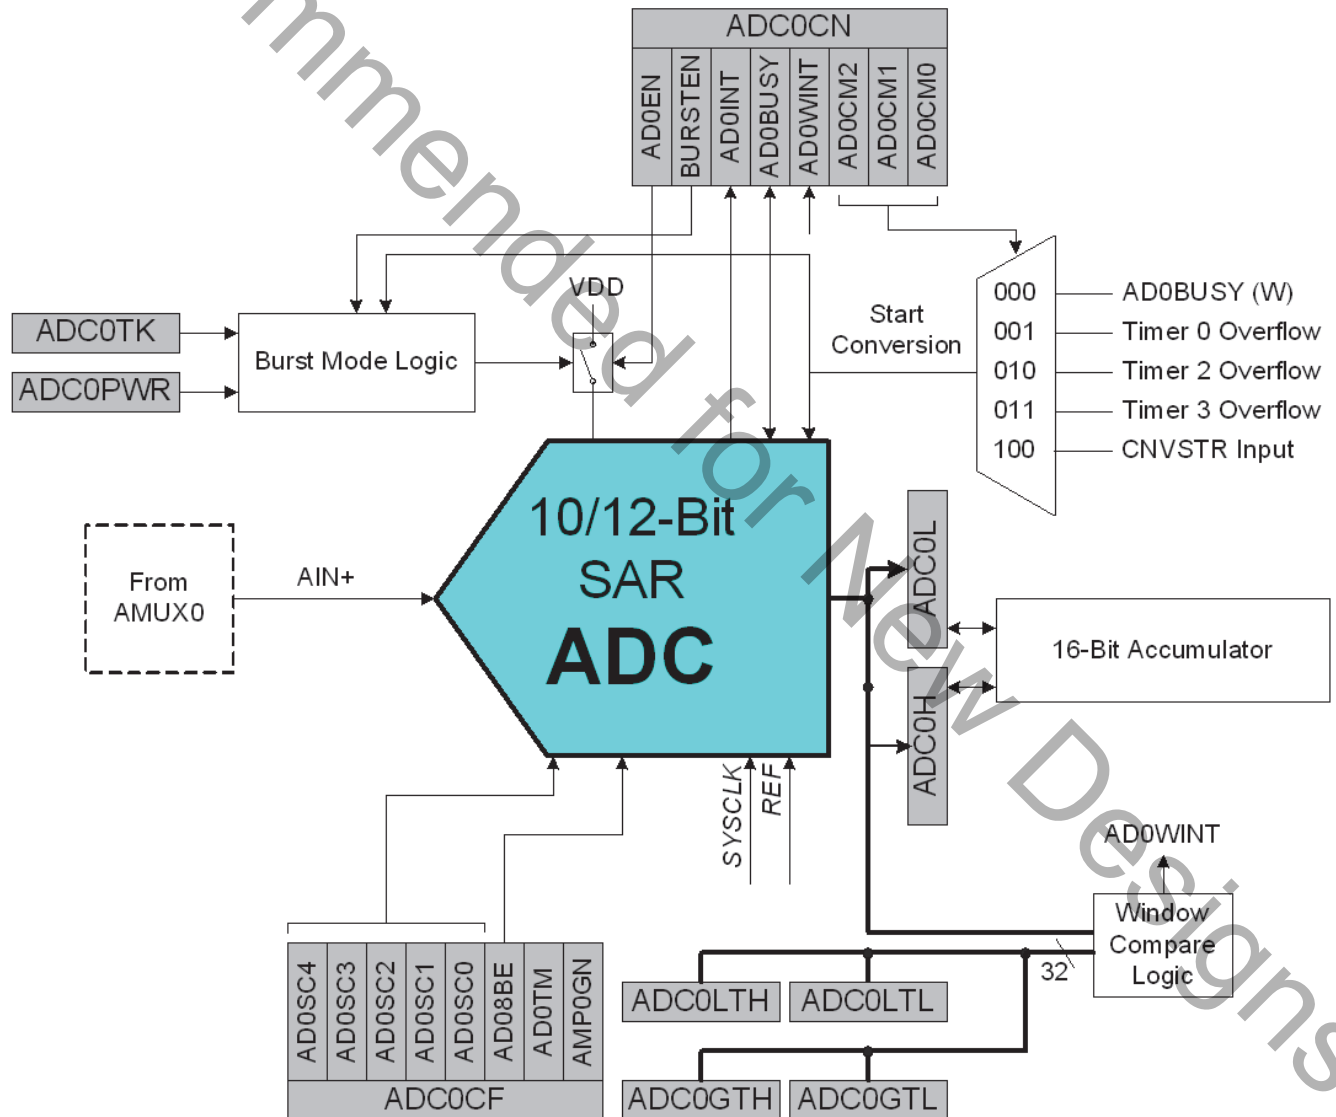 ADC0CN
AD0EN
BURSTEN
AD0INT
AD0BUSY
AD0WINT
AD0CM2
AD0CM1
AD0CM0
VDD
Start
Conversion
000
001
010
011
100
AD0BUSY (W)
Timer 0 Overflow
Timer 2 Overflow
Timer 3 Overflow
CNVSTR Input
ADC0TK
ADC0PWR
Burst Mode Logic
From
AMUX0
AIN+
10/12-Bit
SAR
ADC
ADC0L
ADC0H
16-Bit Accumulator
SYSCLK
REF
AD0WINT
Window
Compare
Logic
32
AD0SC4
AD0SC3
AD0SC2
AD0SC1
AD0SC0
AD08BE
AD0TM
AMP0GN
ADC0CF
ADC0LTH
ADC0LTL
ADC0GTH
ADC0GTL
mmended for New Designs